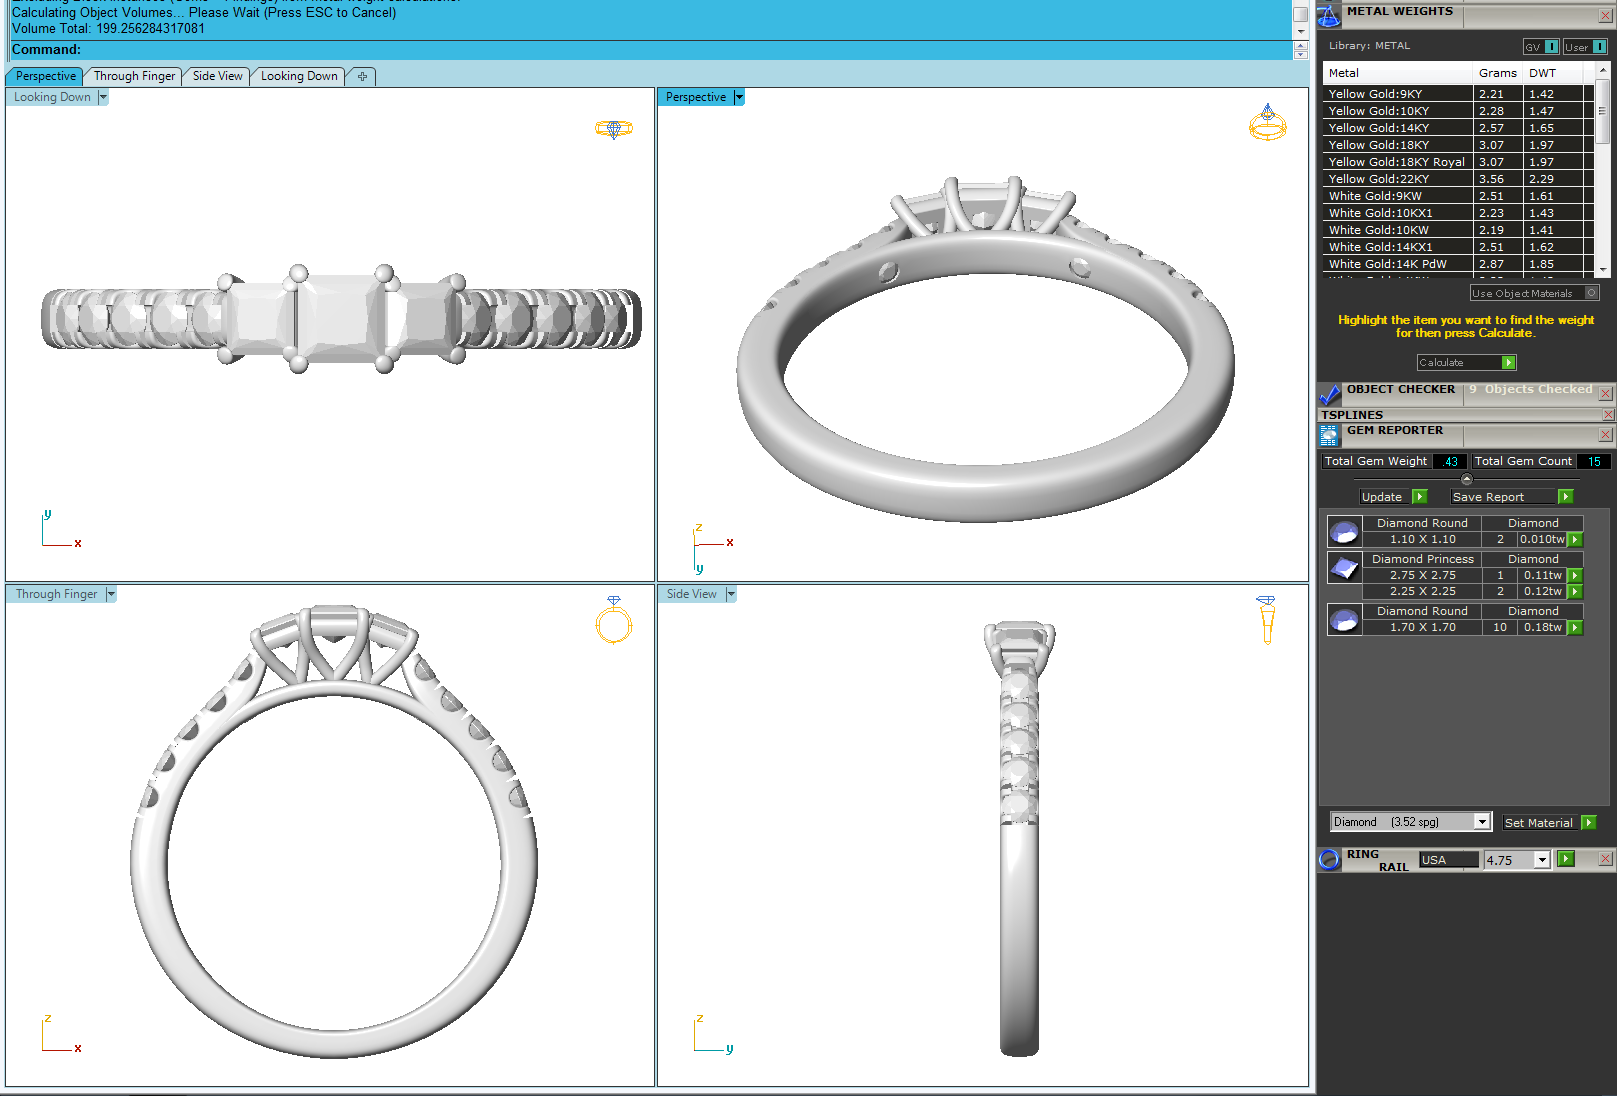 Calculating Object Volumes... Please Wait (Press ESC to Cancel)
Volume Total: 199.256284317081
Command:
Perspective Through Finger Side View Looking Down
Looking Down
Perspective
y
x
z
x
y
Through Finger
Side View
z
x
z
y
METAL WEIGHTS
Library: METAL GV User
Metal Grams DWT
Yellow Gold:9KY 2.21 1.42
Yellow Gold:10KY 2.28 1.47
Yellow Gold:14KY 2.57 1.65
Yellow Gold:18KY 3.07 1.97
Yellow Gold:18KY Royal 3.07 1.97
Yellow Gold:22KY 3.56 2.29
White Gold:9KW 2.51 1.61
White Gold:10KX1 2.23 1.43
White Gold:10KW 2.19 1.41
White Gold:14KX1 2.51 1.62
White Gold:14K PdW 2.87 1.85
Use Object Materials
Highlight the item you want to find the weight
for then press Calculate.
Calculate
OBJECT CHECKER 9 Objects Checked
TSPLINES
GEM REPORTER
Total Gem Weight .43 Total Gem Count 15
Update Save Report
Diamond Round Diamond
1.10 X 1.10 2 0.010tw
Diamond Princess Diamond
2.75 X 2.75 1 0.11tw
2.25 X 2.25 2 0.12tw
Diamond Round Diamond
1.70 X 1.70 10 0.18tw
Diamond (3.52 spg) Set Material
RING RAIL USA 4.75